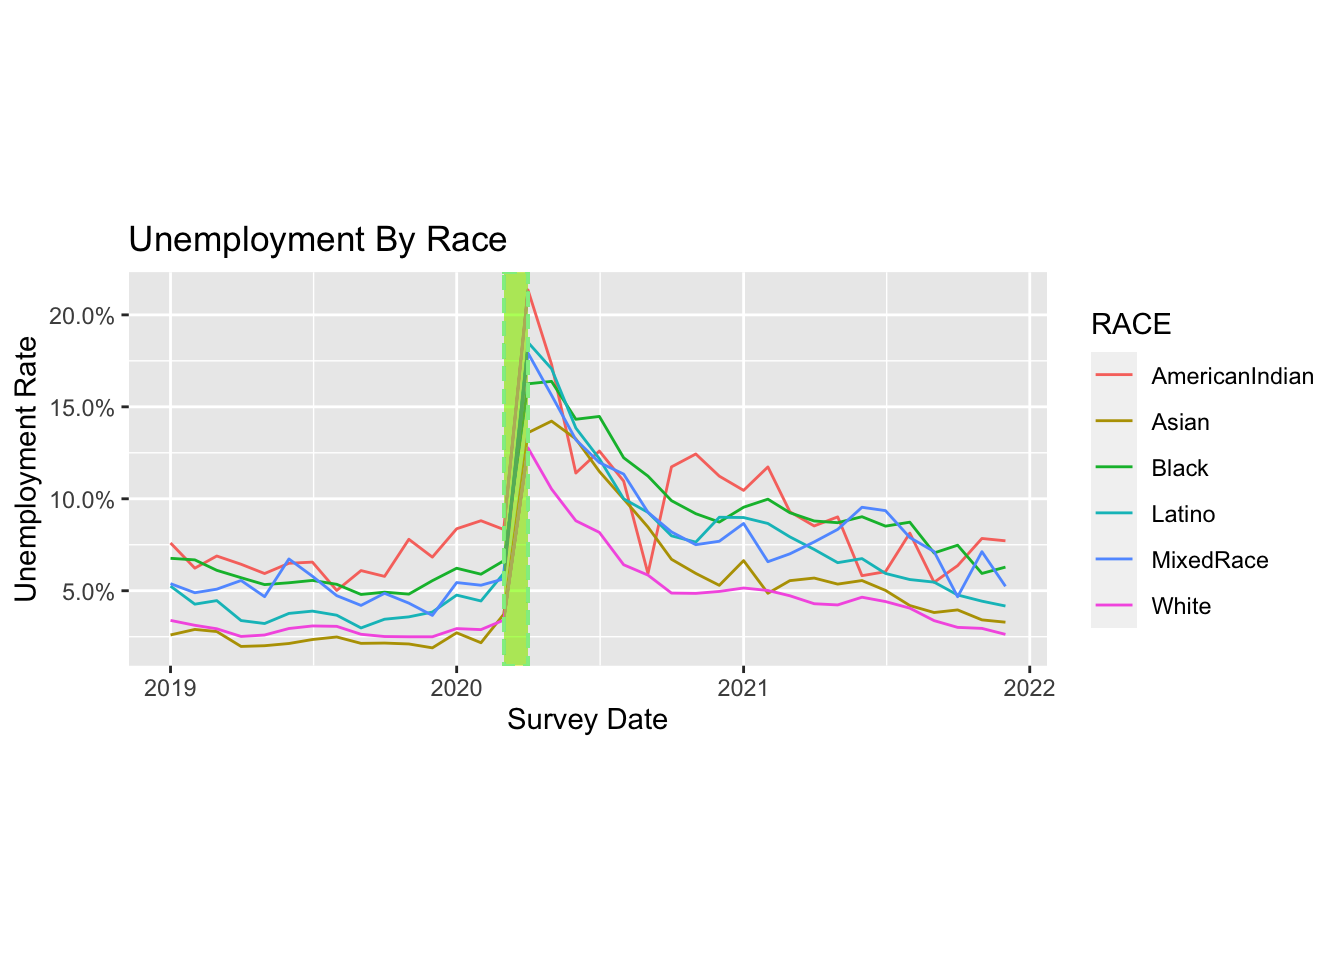 Unemployment By Race
Unemployment Rate
20.0%
15.0%
10.0%
5.0%
2019
2020
2021
2022
Survey Date
RACE
AmericanIndian
Asian
Black
Latino
MixedRace
White